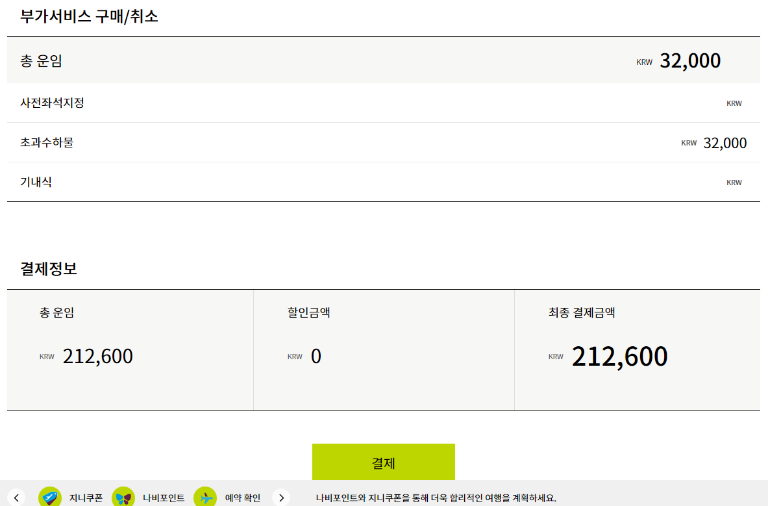 부가서비스 구매/취소
총 운임 KRW 32,000
사전좌석지정 KRW
초과수하물 KRW 32,000
기내식 KRW
결제정보
총 운임 할인금액 최종 결제금액
KRW 212,600 KRW 0 KRW 212,600
결제
지니쿠폰 나비포인트 예약 확인 나비포인트와 지니쿠폰을 통해 더욱 합리적인 여행을 계획하세요.